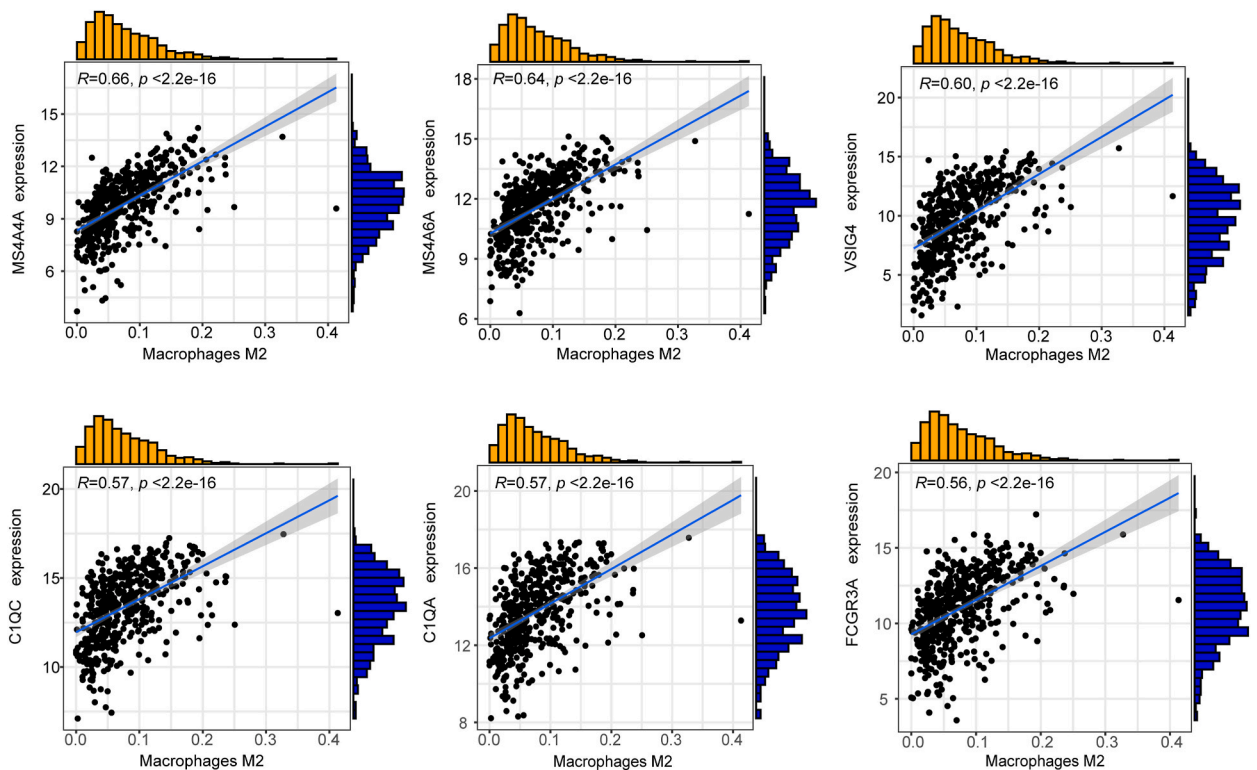 R=0.66, p <2.2e-16
MS4A4A expression
15
12
9
6
0.0 0.1 0.2 0.3 0.4
Macrophages M2
R=0.64, p <2.2e-16
MS4A6A expression
18
15
12
9
6
0.0 0.1 0.2 0.3 0.4
Macrophages M2
R=0.60, p <2.2e-16
VSIG4 expression
20
15
10
5
0.0 0.1 0.2 0.3 0.4
Macrophages M2
R=0.57, p <2.2e-16
C1QC expression
20
15
10
0.0 0.1 0.2 0.3 0.4
Macrophages M2
R=0.57, p <2.2e-16
C1QA expression
20
16
12
8
0.0 0.1 0.2 0.3 0.4
Macrophages M2
R=0.56, p <2.2e-16
FCGR3A expression
20
15
10
5
0.0 0.1 0.2 0.3 0.4
Macrophages M2